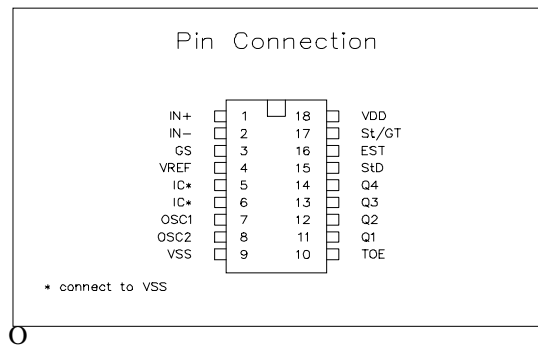 Pin Connection
IN+ 1 18 VDD
IN- 2 17 St/GT
GS 3 16 EST
VREF 4 15 StD
IC* 5 14 Q4
IC* 6 13 Q3
OSC1 7 12 Q2
OSC2 8 11 Q1
VSS 9 10 TOE
* connect to VSS
O